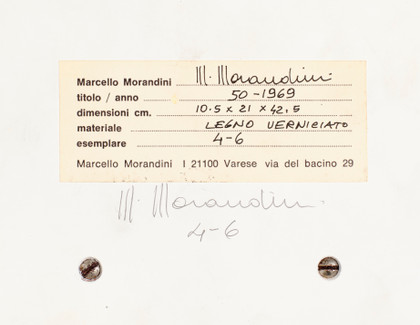 Marcello Morandini M. Morandini
titolo / anno 50-1969
dimensioni cm. 10.5 x 21 x 42,5
materiale LEGNO VERNICIATO
esemplare 4-6
Marcello Morandini I 21100 Varese via del bacino 29
M. Morandini
4-6